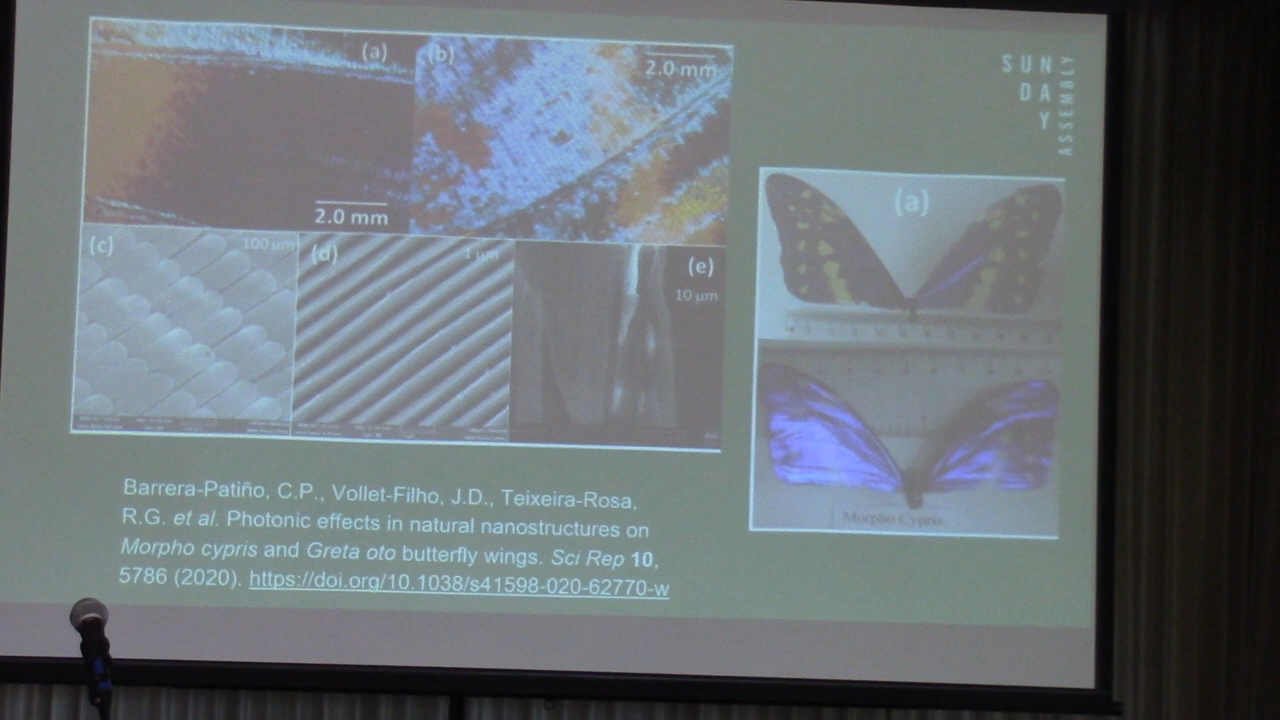 (a)
(b)
2.0 mm
2.0 mm
(c)
100 µm
(d)
1 µm
(e)
10 µm
SUN
DAY
ASSEMBLY
(a)
Morpho Cypris
Barrera-Patiño, C.P., Vollet-Filho, J.D., Teixeira-Rosa,
R.G. et al. Photonic effects in natural nanostructures on
Morpho cypris and Greta oto butterfly wings. Sci Rep 10,
5786 (2020). https://doi.org/10.1038/s41598-020-62770-w